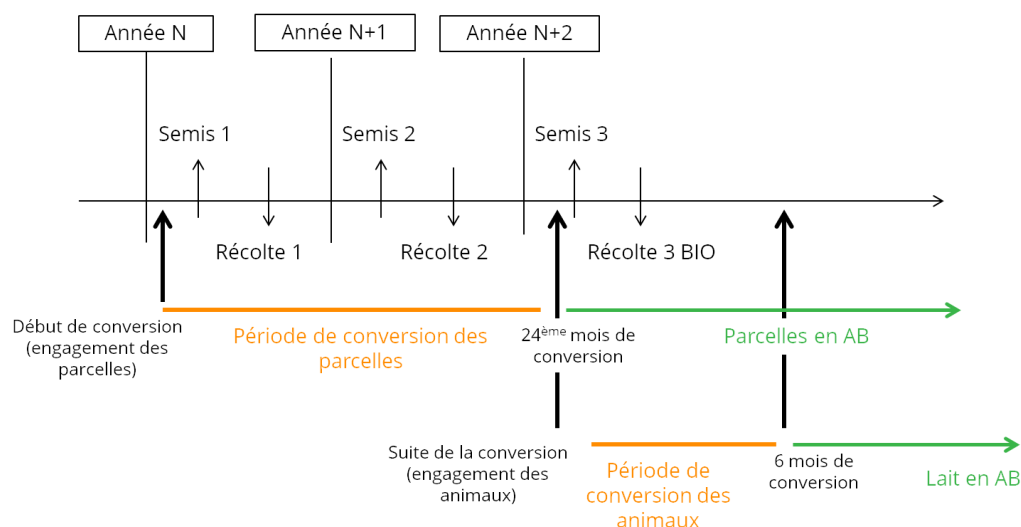 Année N
Année N+1
Année N+2
Semis 1
Semis 2
Semis 3
Récolte 1
Récolte 2
Récolte 3 BIO
Début de conversion
(engagement des
parcelles)
Période de conversion des
parcelles
24ème mois de
conversion
Parcelles en AB
Suite de la conversion
(engagement des
animaux)
Période de
conversion des
animaux
6 mois de
conversion
Lait en AB